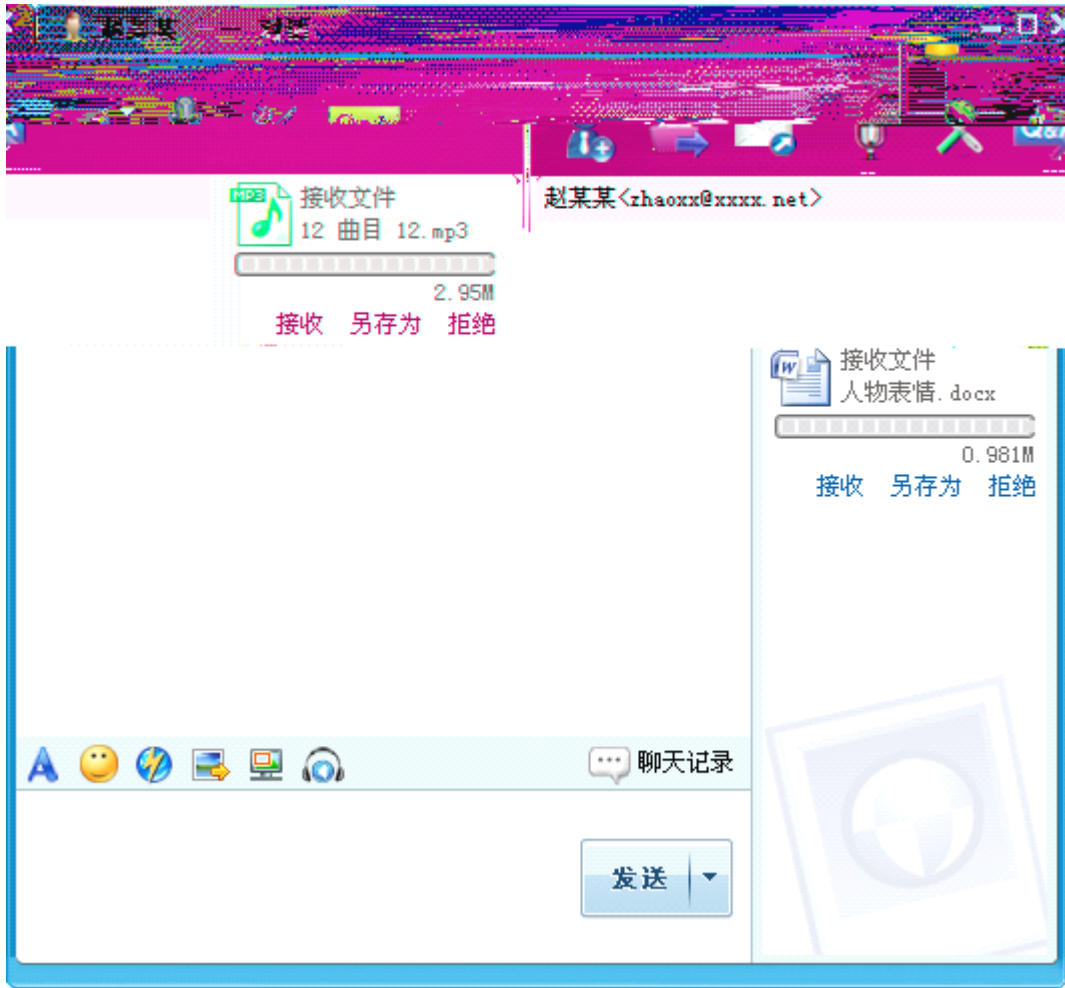 Q&A
接收文件
12 曲目 12.mp3
2.95M
接收 另存为 拒绝
赵某某<zhaoxx@xxxx.net>
接收文件
人物表情.docx
0.981M
接收 另存为 拒绝
聊天记录
发送